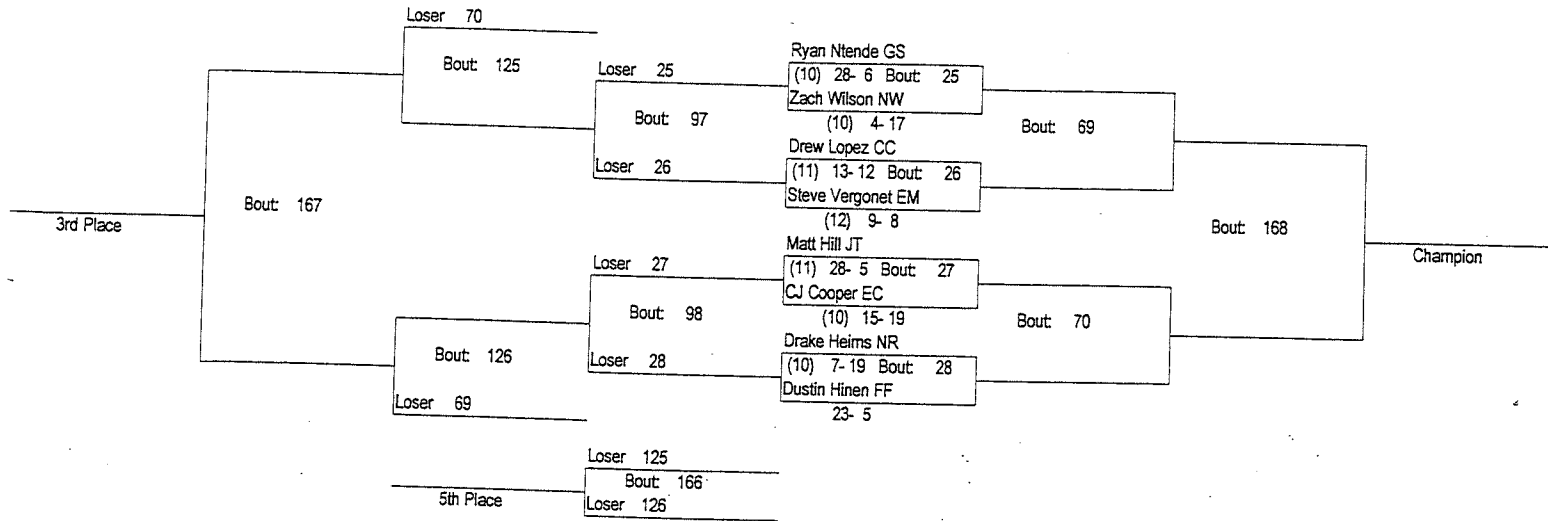 Loser 70
Bout: 125
Loser 25
Ryan Ntende GS
(10) 28- 6 Bout: 25
Zach Wilson NW
(10) 4- 17
Bout: 97
Bout: 69
Drew Lopez CC
Loser 26
(11) 13- 12 Bout: 26
Steve Vergonet EM
(12) 9- 8
Bout: 167
3rd Place
Bout: 168
Champion
Matt Hill JT
Loser 27
(11) 28- 5 Bout: 27
CJ Cooper EC
(10) 15- 19
Bout: 98
Bout: 70
Drake Heims NR
Bout: 126
Loser 28
(10) 7- 19 Bout: 28
Dustin Hinen FF
23- 5
Loser 69
Loser 125
Bout: 166
5th Place
Loser 126